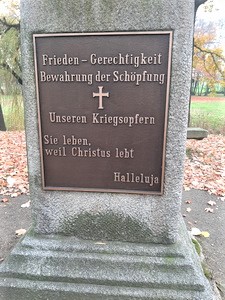 Frieden – Gerechtigkeit
Bewahrung der Schöpfung
Unseren Kriegsopfern
Sie leben,
weil Christus lebt
Halleluja